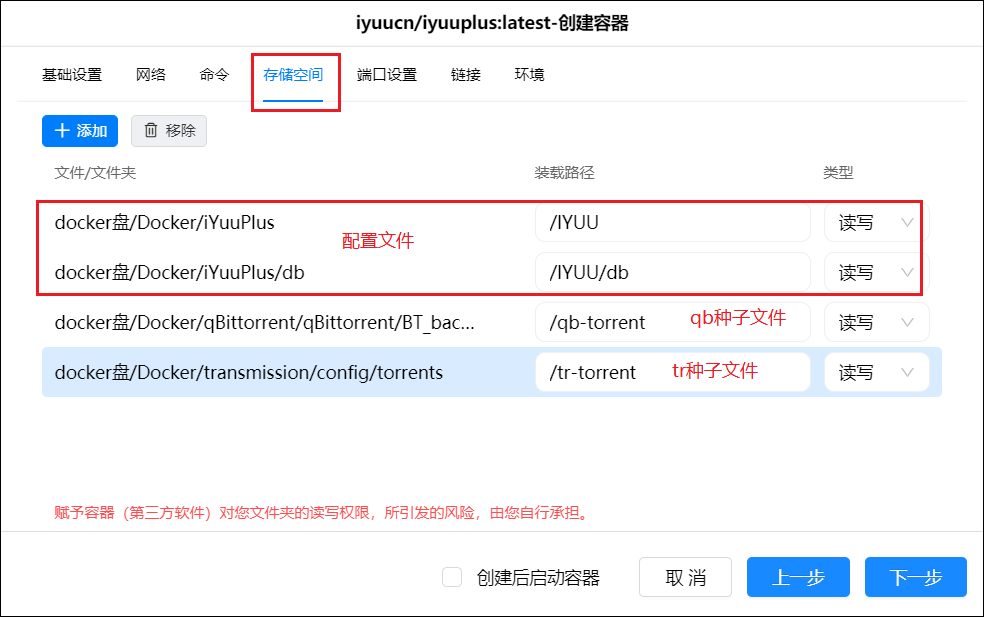 iyuucn/iyuuplus:latest-创建容器
基础设置 网络 命令 存储空间 端口设置 链接 环境
添加 移除
文件/文件夹 装载路径 类型
docker盘/Docker/iYuuPlus /IYUU 读写
配置文件
docker盘/Docker/iYuuPlus/db /IYUU/db 读写
docker盘/Docker/qBittorrent/qBittorrent/BT_bac... /qb-torrent qb种子文件 读写
docker盘/Docker/transmission/config/torrents /tr-torrent tr种子文件 读写
赋予容器（第三方软件）对您文件夹的读写权限，所引发的风险，由您自行承担。
创建后启动容器 取 消 上一步 下一步